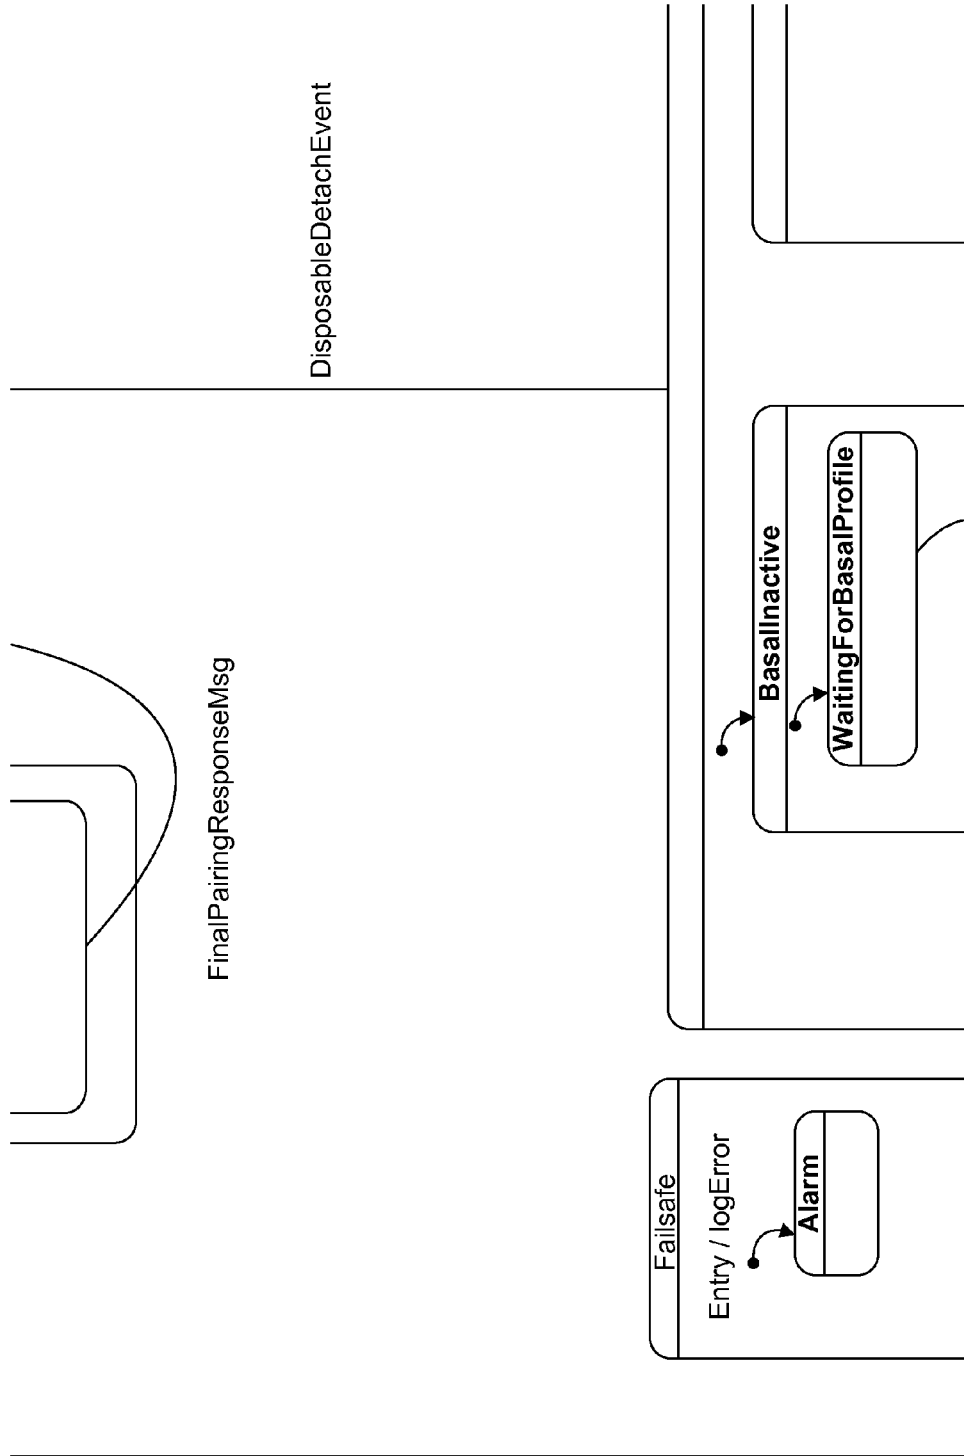 FinalPairingResponseMsg
DisposableDetachEvent
Failsafe
Entry / logError
Alarm
BasalInactive
WaitingForBasalProfile